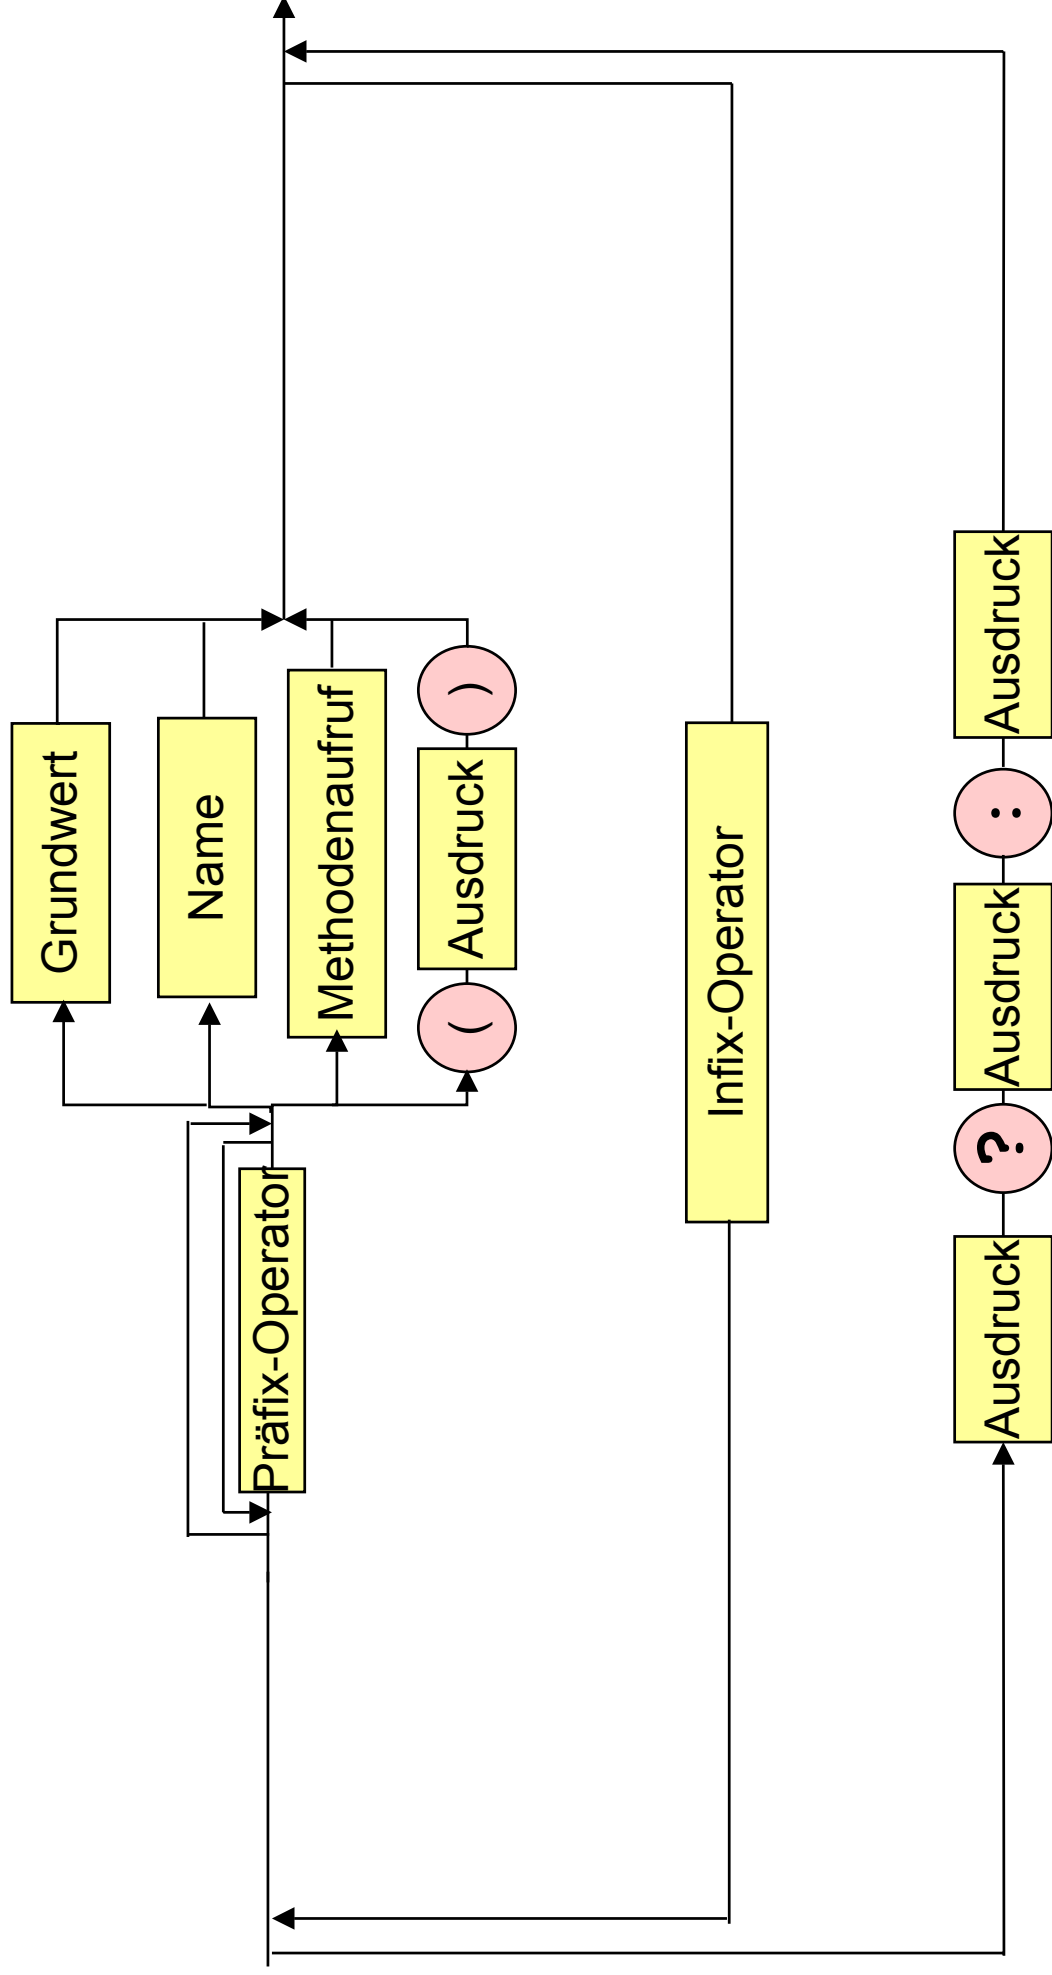 Grundwert
Name
Präfix-Operator
Methodenaufruf
( Ausdruck )
Infix-Operator
Ausdruck ? Ausdruck : Ausdruck